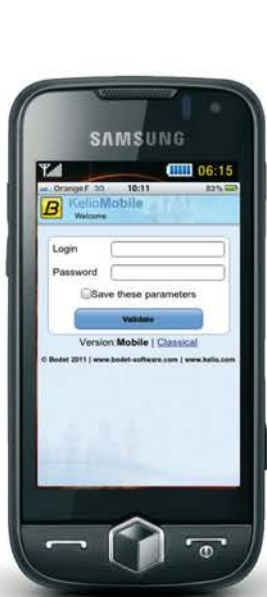 SAMSUNG
06:15
Orange F 3G 10:11 83%
B KelioMobile
Welcome
Login
Password
Save these parameters
Validate
Version:Mobile | Classical
© Bodet 2011 | www.bodet-software.com | www.kelio.com